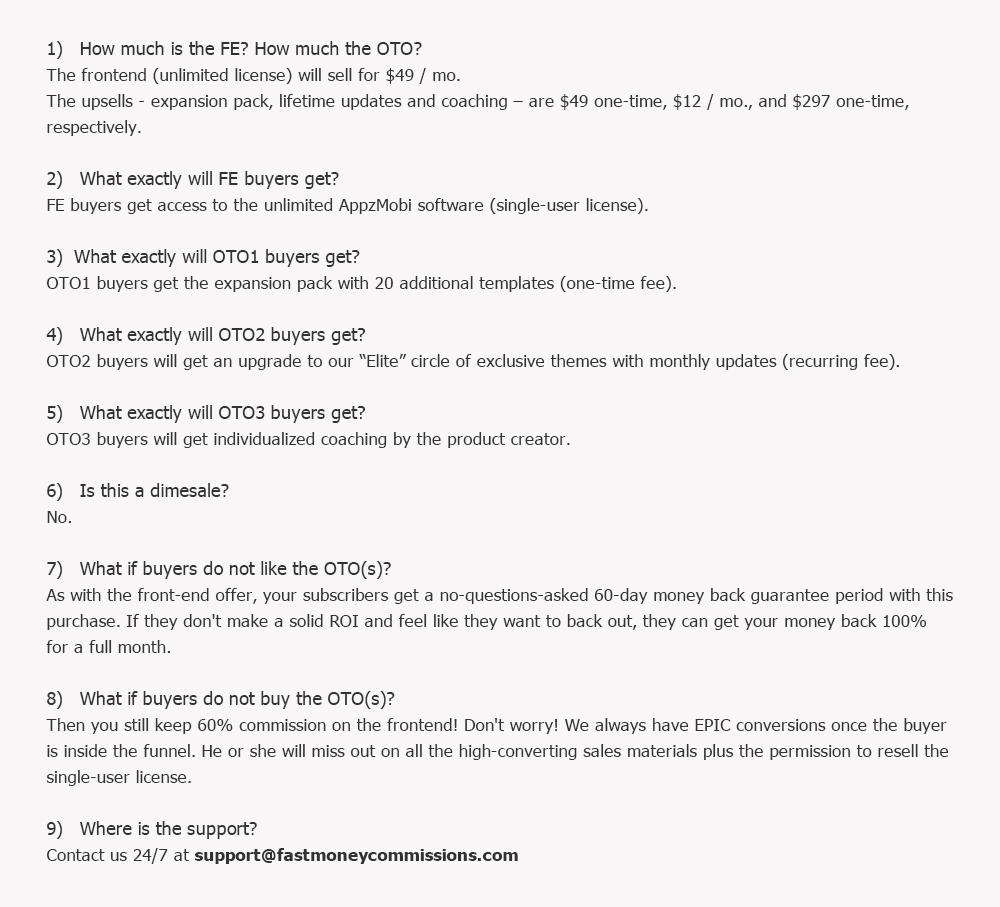 1)   How much is the FE? How much the OTO?
The frontend (unlimited license) will sell for $49 / mo.
The upsells - expansion pack, lifetime updates and coaching – are $49 one-time, $12 / mo., and $297 one-time,
respectively.
2)   What exactly will FE buyers get?
FE buyers get access to the unlimited AppzMobi software (single-user license).
3)  What exactly will OTO1 buyers get?
OTO1 buyers get the expansion pack with 20 additional templates (one-time fee).
4)   What exactly will OTO2 buyers get?
OTO2 buyers will get an upgrade to our “Elite” circle of exclusive themes with monthly updates (recurring fee).
5)   What exactly will OTO3 buyers get?
OTO3 buyers will get individualized coaching by the product creator.
6)   Is this a dimesale?
No.
7)   What if buyers do not like the OTO(s)?
As with the front-end offer, your subscribers get a no-questions-asked 60-day money back guarantee period with this
purchase. If they don't make a solid ROI and feel like they want to back out, they can get your money back 100%
for a full month.
8)   What if buyers do not buy the OTO(s)?
Then you still keep 60% commission on the frontend! Don't worry! We always have EPIC conversions once the buyer
is inside the funnel. He or she will miss out on all the high-converting sales materials plus the permission to resell the
single-user license.
9)   Where is the support?
Contact us 24/7 at support@fastmoneycommissions.com